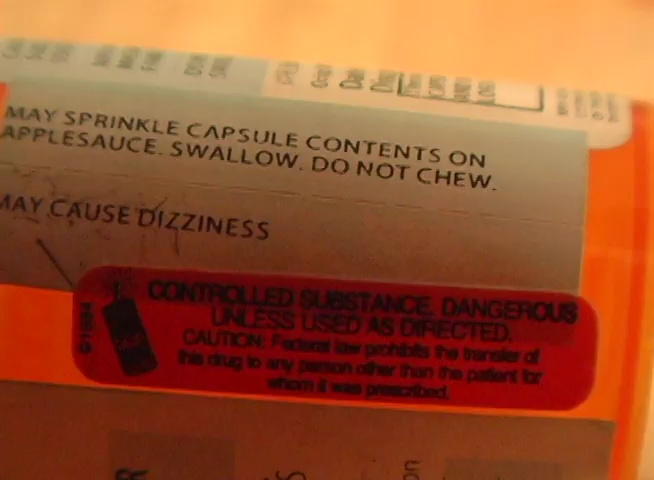 MAY SPRINKLE CAPSULE CONTENTS ON
APPLESAUCE. SWALLOW. DO NOT CHEW.
MAY CAUSE DIZZINESS
CONTROLLED SUBSTANCE. DANGEROUS
UNLESS USED AS DIRECTED.
CAUTION: Federal law prohibits the transfer of
this drug to any person other than the patient for
whom it was prescribed.
©1994